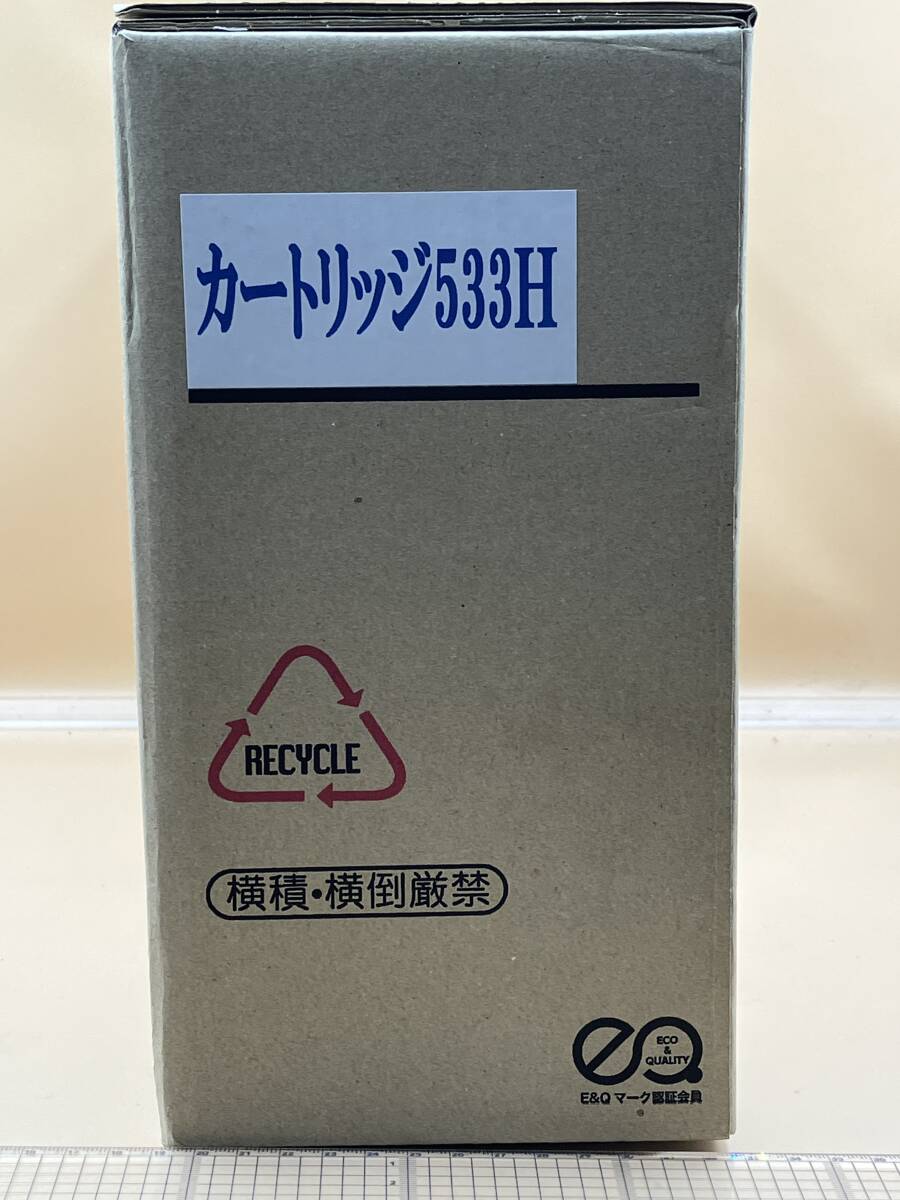 カートリッジ533H
RECYCLE
横積・横倒厳禁
ECO
&
QUALITY
E&Q マーク認証会員